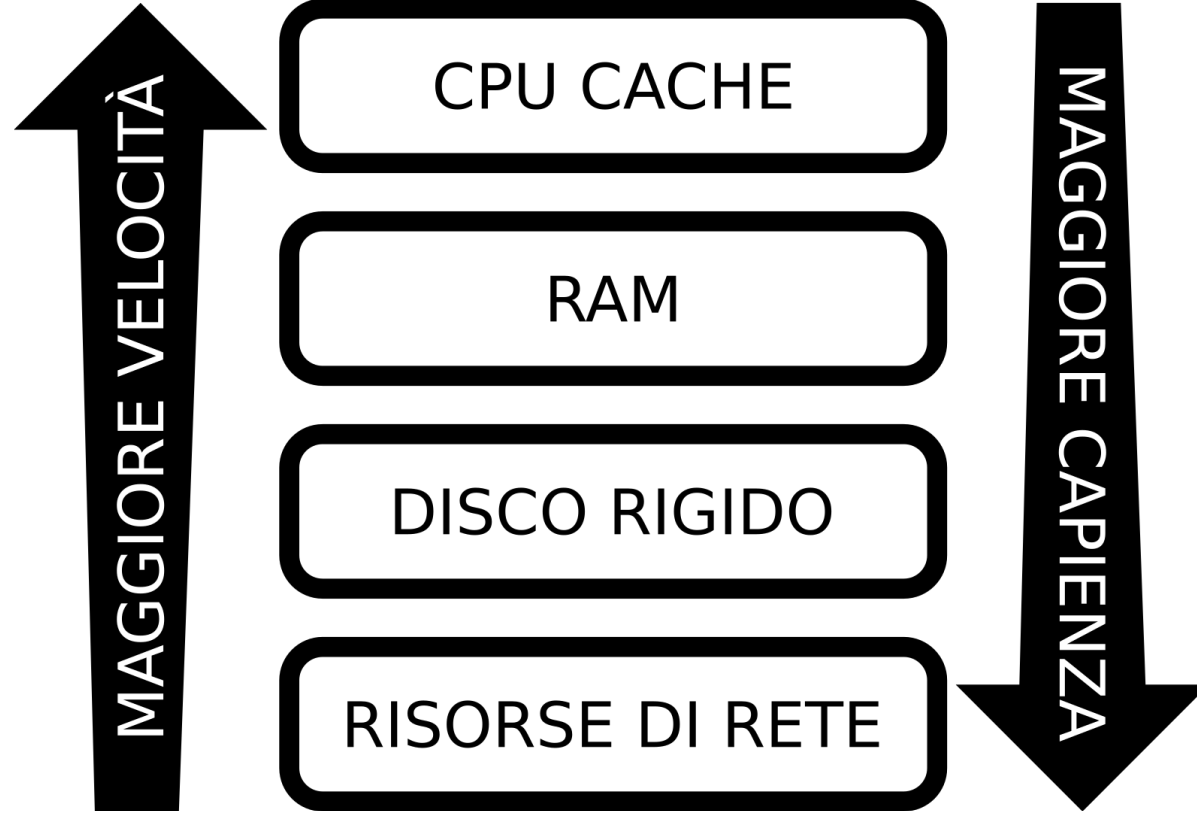 MAGGIORE VELOCITÀ
CPU CACHE
RAM
DISCO RIGIDO
RISORSE DI RETE
MAGGIORE CAPIENZA